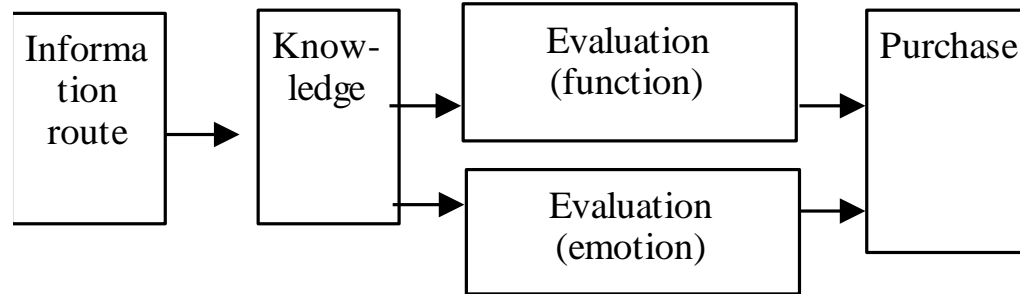 Informa
tion
route
Know-
ledge
Evaluation
(function)
Evaluation
(emotion)
Purchase